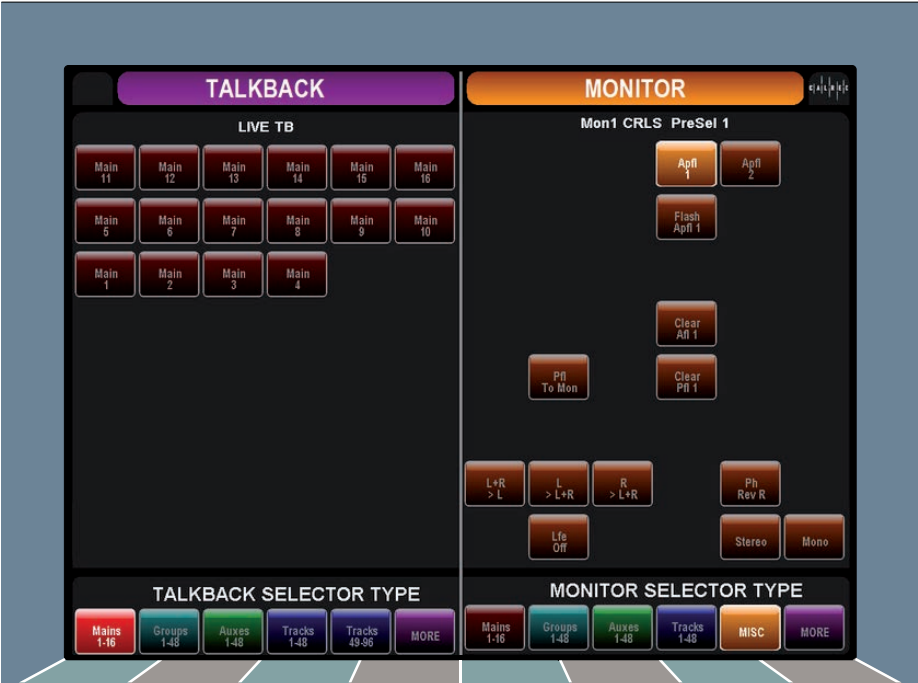 TALKBACK
LIVE TB
Main
11
Main
12
Main
13
Main
14
Main
15
Main
16
Main
5
Main
6
Main
7
Main
8
Main
9
Main
10
Main
1
Main
2
Main
3
Main
4
TALKBACK SELECTOR TYPE
Mains
1-16
Groups
1-48
Auxes
1-48
Tracks
1-48
Tracks
49-96
MORE
MONITOR
CALREC
Mon1 CRLS PreSel 1
Apfl
1
Apfl
2
Flash
Apfl 1
Clear
Afl 1
Pfl
To Mon
Clear
Pfl 1
L+R
> L
L
> L+R
R
> L+R
Ph
Rev R
Lfe
Off
Stereo
Mono
MONITOR SELECTOR TYPE
Mains
1-16
Groups
1-48
Auxes
1-48
Tracks
1-48
MISC
MORE